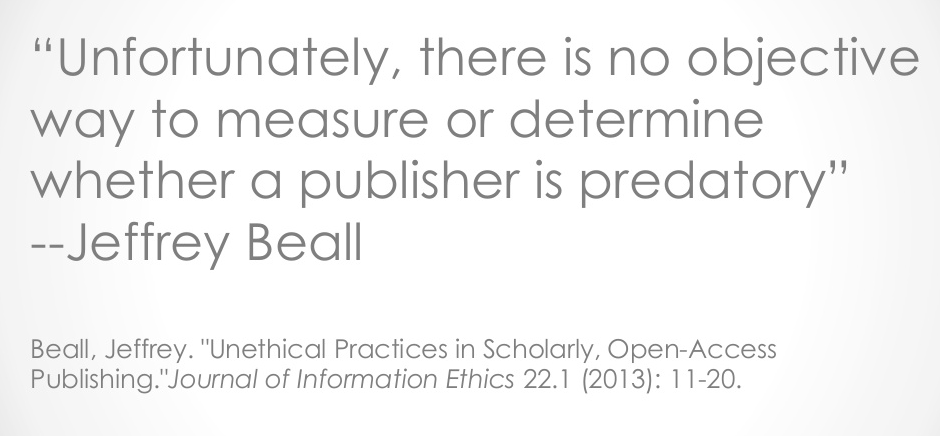 “Unfortunately, there is no objective
way to measure or determine
whether a publisher is predatory”
--Jeffrey Beall
Beall, Jeffrey. "Unethical Practices in Scholarly, Open-Access
Publishing."Journal of Information Ethics 22.1 (2013): 11-20.